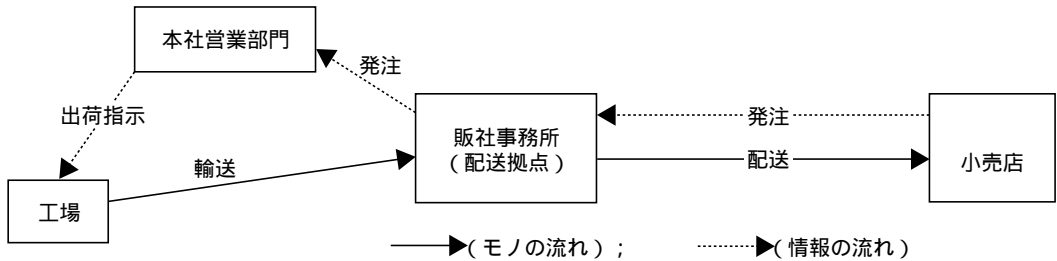 本社営業部門
発注
出荷指示
販社事務所
（配送拠点）
発注
輸送
配送
小売店
工場
（モノの流れ）；
（情報の流れ）